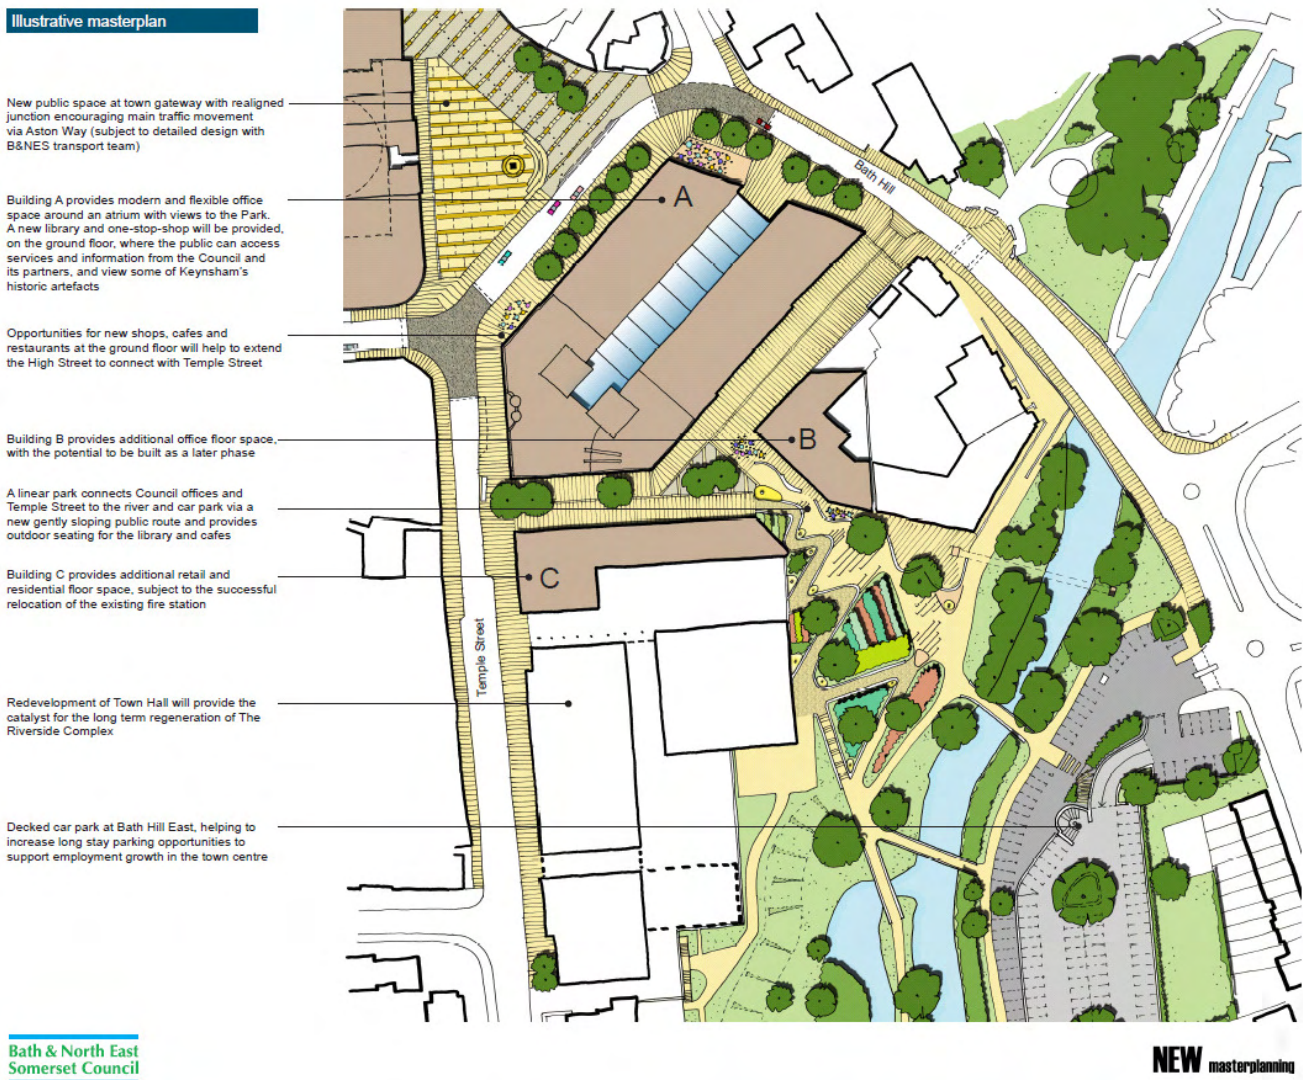 Illustrative masterplan
New public space at town gateway with realigned
junction encouraging main traffic movement
via Aston Way (subject to detailed design with
B&NES transport team)
Building A provides modern and flexible office
space around an atrium with views to the Park.
A new library and one-stop-shop will be provided,
on the ground floor, where the public can access
services and information from the Council and
its partners, and view some of Keynsham's
historic artefacts
Opportunities for new shops, cafes and
restaurants at the ground floor will help to extend
the High Street to connect with Temple Street
Building B provides additional office floor space,
with the potential to be built as a later phase
A linear park connects Council offices and
Temple Street to the river and car park via a
new gently sloping public route and provides
outdoor seating for the library and cafes
Building C provides additional retail and
residential floor space, subject to the successful
relocation of the existing fire station
Redevelopment of Town Hall will provide the
catalyst for the long term regeneration of The
Riverside Complex
Decked car park at Bath Hill East, helping to
increase long stay parking opportunities to
support employment growth in the town centre
A
Bath Hill
B
C
Temple Street
Bath & North East
Somerset Council
NEW masterplanning